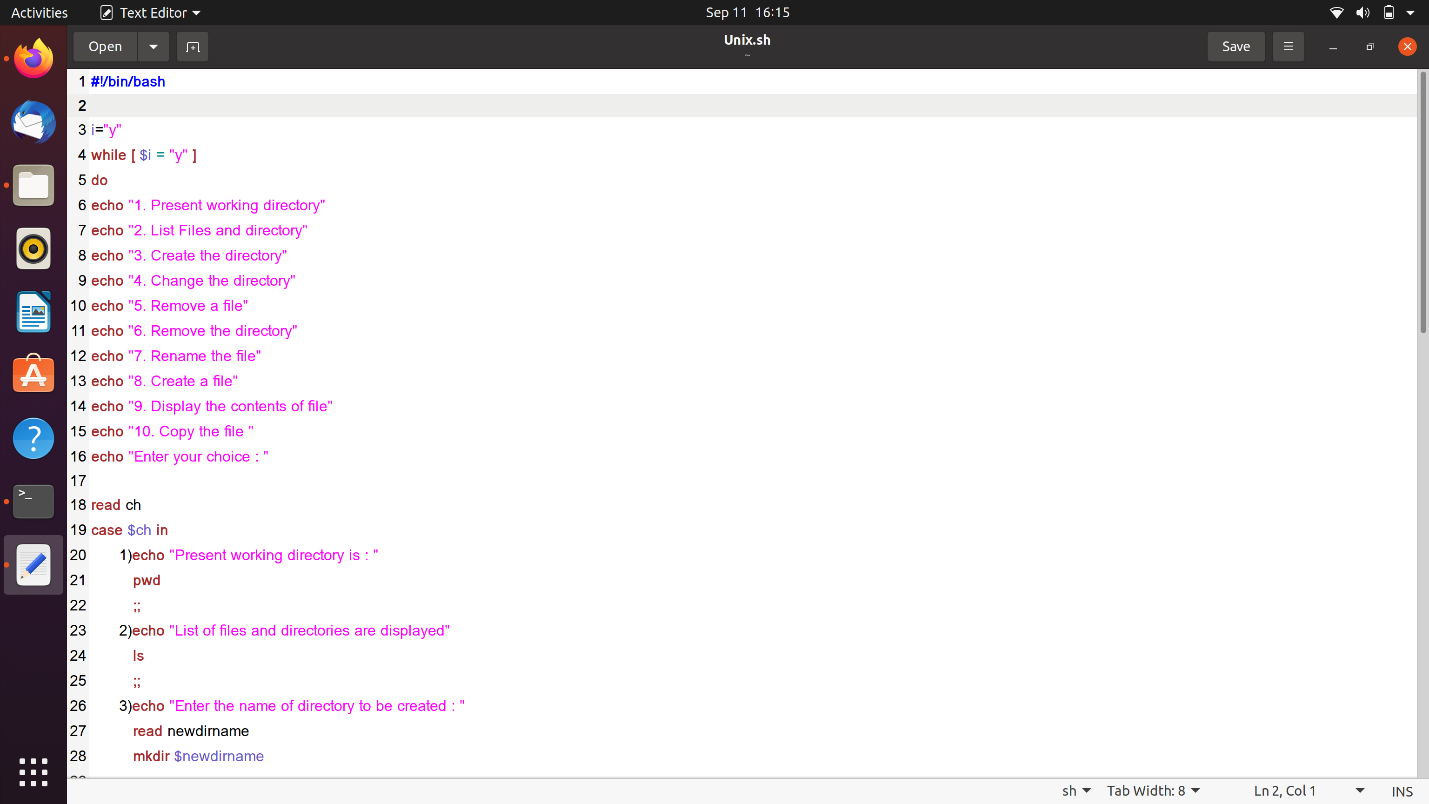 Activities Text Editor Sep 11 16:15
Open Unix.sh Save
~
1 #!/bin/bash
2
3 i="y"
4 while [ $i = "y" ]
5 do
6 echo "1. Present working directory"
7 echo "2. List Files and directory"
8 echo "3. Create the directory"
9 echo "4. Change the directory"
10 echo "5. Remove a file"
11 echo "6. Remove the directory"
12 echo "7. Rename the file"
13 echo "8. Create a file"
14 echo "9. Display the contents of file"
15 echo "10. Copy the file "
16 echo "Enter your choice : "
17
18 read ch
19 case $ch in
20 1)echo "Present working directory is : "
21 pwd
22 ;;
23 2)echo "List of files and directories are displayed"
24 ls
25 ;;
26 3)echo "Enter the name of directory to be created : "
27 read newdirname
28 mkdir $newdirname
sh Tab Width: 8 Ln 2, Col 1 INS